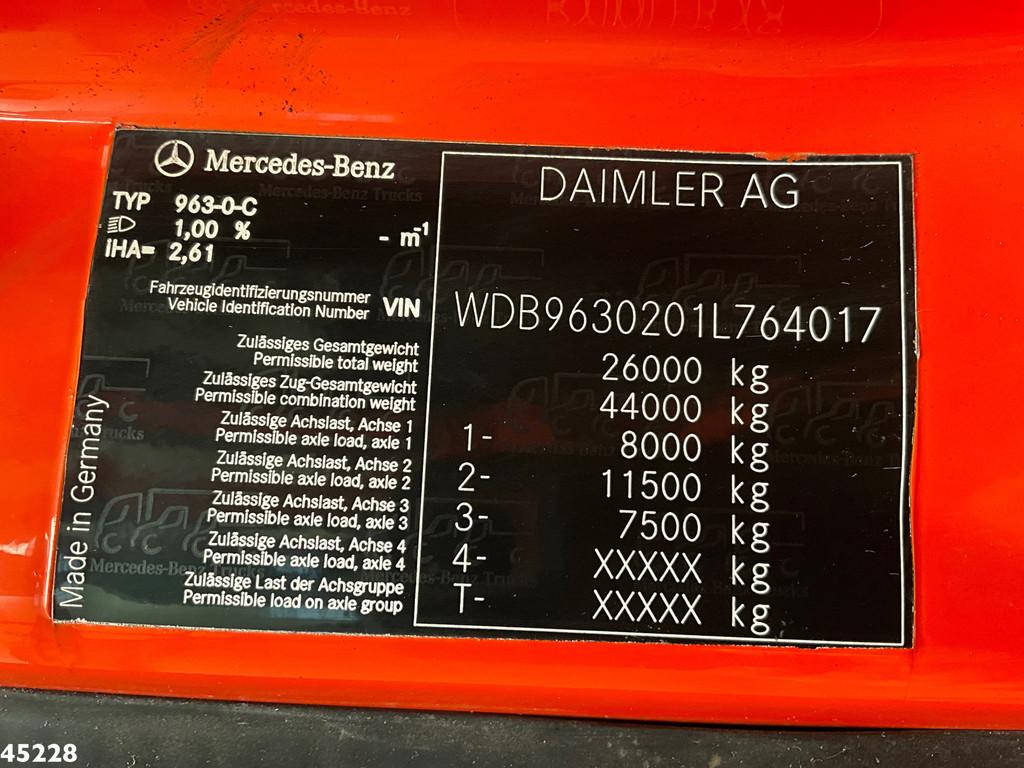 Mercedes-Benz
DAIMLER AG
TYP 963-0-C
1,00 % - m-1
iHA= 2,61
Fahrzeugidentifizierungsnummer
Vehicle Identification Number VIN WDB9630201L764017
Zulässiges Gesamtgewicht
Permissible total weight 26000 kg
Zulässiges Zug-Gesamtgewicht
Permissible combination weight 44000 kg
Zulässige Achslast, Achse 1
Permissible axle load, axle 1 1- 8000 kg
Zulässige Achslast, Achse 2
Permissible axle load, axle 2 2- 11500 kg
Zulässige Achslast, Achse 3
Permissible axle load, axle 3 3- 7500 kg
Zulässige Achslast, Achse 4
Permissible axle load, axle 4 4- XXXXX kg
Zulässige Last der Achsgruppe
Permissible load on axle group T- XXXXX kg
Made in Germany
45228